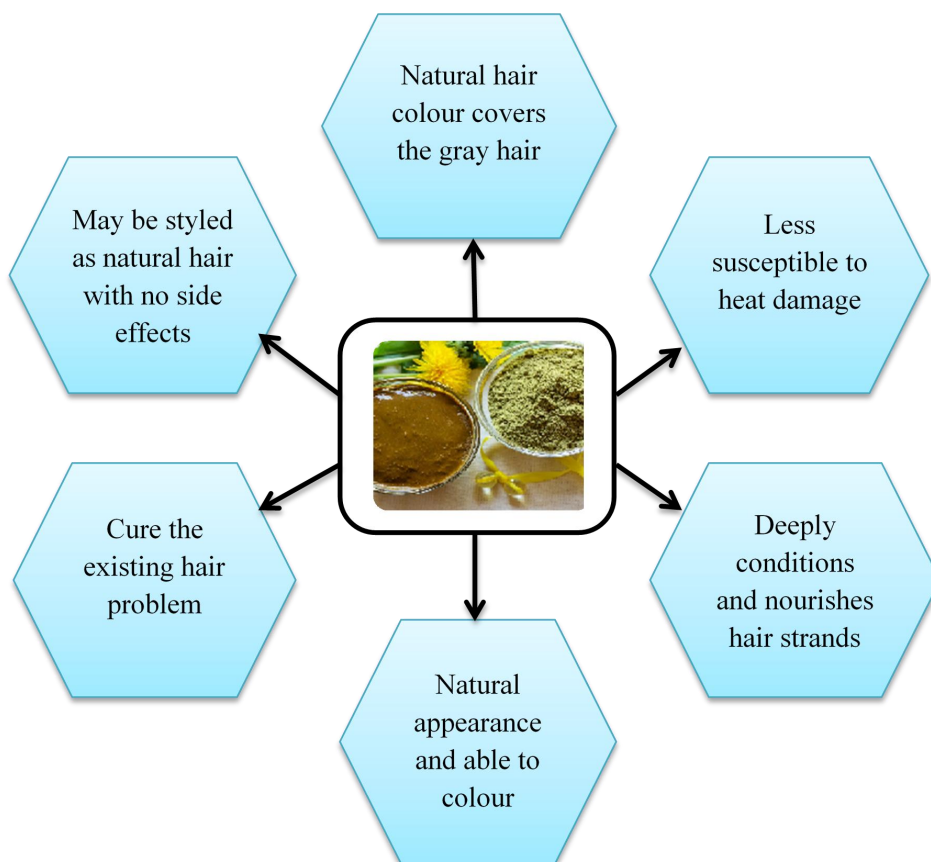 Natural hair
colour covers
the gray hair
May be styled
as natural hair
with no side
effects
Less
susceptible to
heat damage
Cure the
existing hair
problem
Deeply
conditions
and nourishes
hair strands
Natural
appearance
and able to
colour